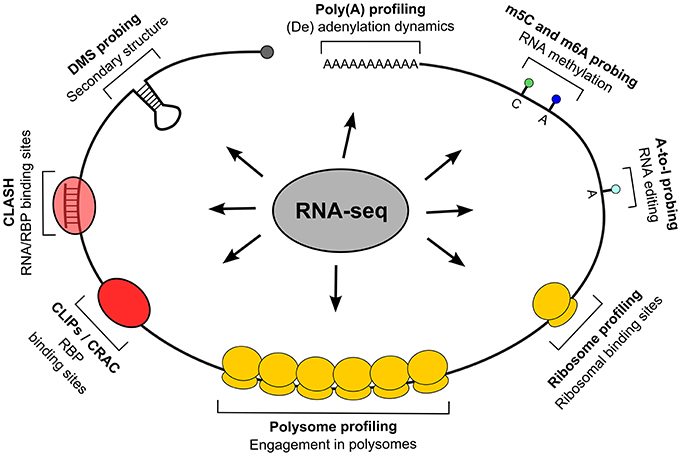 Poly(A) profiling
(De) adenylation dynamics
AAAAAAAAAAA
m5C and m6A probing
RNA methylation
C
A
A-to-I probing
RNA editing
A
Ribosome profiling
Ribosomal binding sites
Polysome profiling
Engagement in polysomes
CLIPs / CRAC
RBP
binding sites
CLASH
RNA/RBP binding sites
DMS probing
Secondary structure
RNA-seq